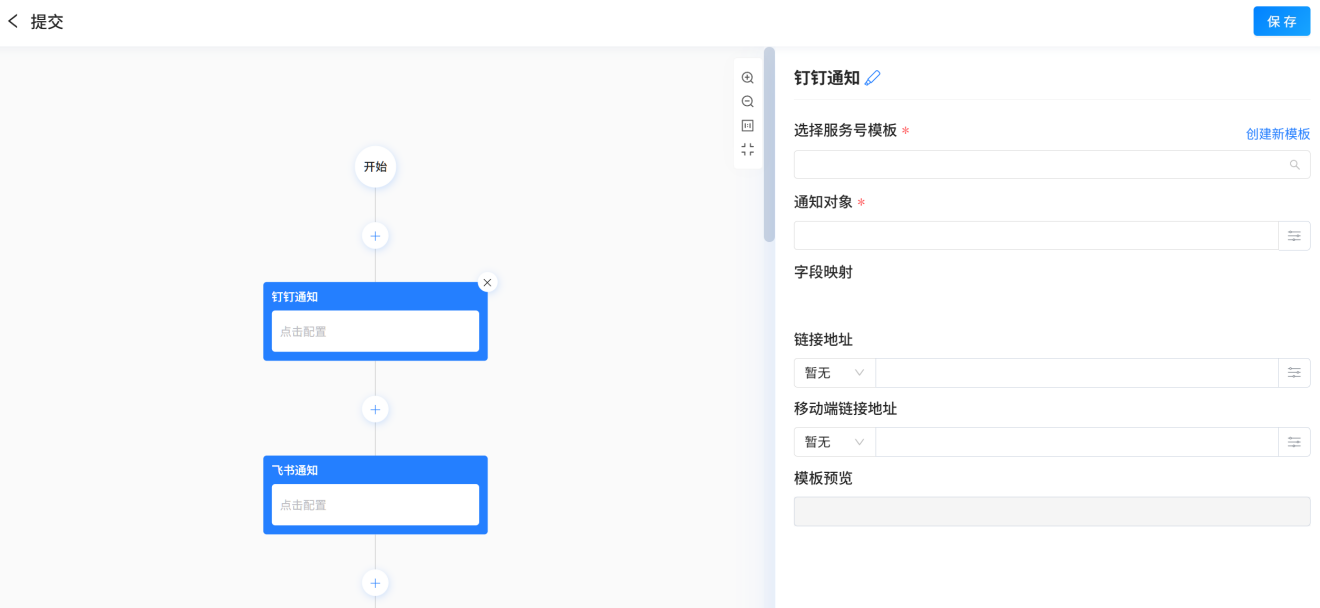 提交
保存
开始
钉钉通知
点击配置
飞书通知
点击配置
钉钉通知
选择服务号模板 *
创建新模板
通知对象 *
字段映射
链接地址
暂无
移动端链接地址
暂无
模板预览